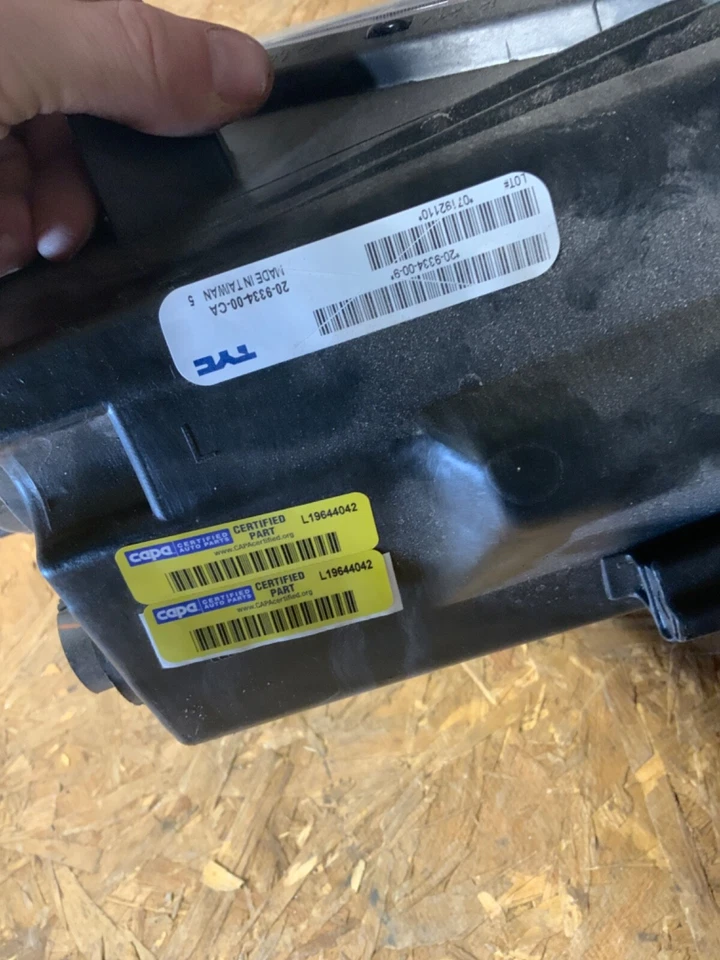 LOT#
*07192110*
*20-9334-00-9*
20-9334-00-CA
MADE IN TAIWAN 5
TYC
L
capa CERTIFIED AUTO PARTS
CERTIFIED PART
www.CAPAcertified.org
L19644042
capa CERTIFIED AUTO PARTS
CERTIFIED PART
www.CAPAcertified.org
L19644042